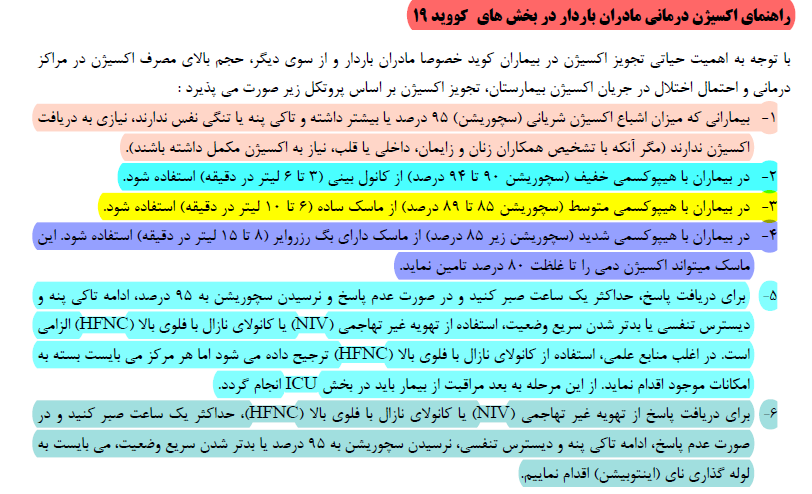 راهنمای اکسیژن درمانی مادران باردار در بخش های کووید ۱۹
با توجه به اهمیت حیاتی تجویز اکسیژن در بیماران کوید خصوصا مادران باردار و از سوی دیگر، حجم بالای مصرف اکسیژن در مراکز
درمانی و احتمال اختلال در جریان اکسیژن بیمارستان، تجویز اکسیژن بر اساس پروتکل زیر صورت می پذیرد :
۱- بیمارانی که میزان اشباع اکسیژن شریانی (سچوریشن) ۹۵ درصد یا بیشتر داشته و تاکی پنه یا تنگی نفس ندارند، نیازی به دریافت
اکسیژن ندارند (مگر آنکه با تشخیص همکاران زنان و زایمان، داخلی یا قلب، نیاز به اکسیژن مکمل داشته باشند).
۲- در بیماران با هیپوکسمی خفیف (سچوریشن ۹۰ تا ۹۴ درصد) از کانول بینی (۳ تا ۶ لیتر در دقیقه) استفاده شود.
۳- در بیماران با هیپوکسمی متوسط (سچوریشن ۸۵ تا ۸۹ درصد) از ماسک ساده (۶ تا ۱۰ لیتر در دقیقه) استفاده شود.
۴- در بیماران با هیپوکسمی شدید (سچوریشن زیر ۸۵ درصد) از ماسک دارای بگ رزروایر (۸ تا ۱۵ لیتر در دقیقه) استفاده شود. این
ماسک میتواند اکسیژن دمی را تا غلظت ۸۰ درصد تامین نماید.
۵- برای دریافت پاسخ، حداکثر یک ساعت صبر کنید و در صورت عدم پاسخ و نرسیدن سچوریشن به ۹۵ درصد، ادامه تاکی پنه و
دیسترس تنفسی یا بدتر شدن سریع وضعیت، استفاده از تهویه غیر تهاجمی (NIV) یا کانولای نازال با فلوی بالا (HFNC) الزامی
است. در اغلب منابع علمی، استفاده از کانولای نازال با فلوی بالا (HFNC) ترجیح داده می شود اما هر مرکز می بایست بسته به
امکانات موجود اقدام نماید. از این مرحله به بعد مراقبت از بیمار باید در بخش ICU انجام گردد.
۶- برای دریافت پاسخ از تهویه غیر تهاجمی (NIV) یا کانولای نازال با فلوی بالا (HFNC)، حداکثر یک ساعت صبر کنید و در
صورت عدم پاسخ، ادامه تاکی پنه و دیسترس تنفسی، نرسیدن سچوریشن به ۹۵ درصد یا بدتر شدن سریع وضعیت، می بایست به
لوله گذاری نای (اینتوبیشن) اقدام نماییم.